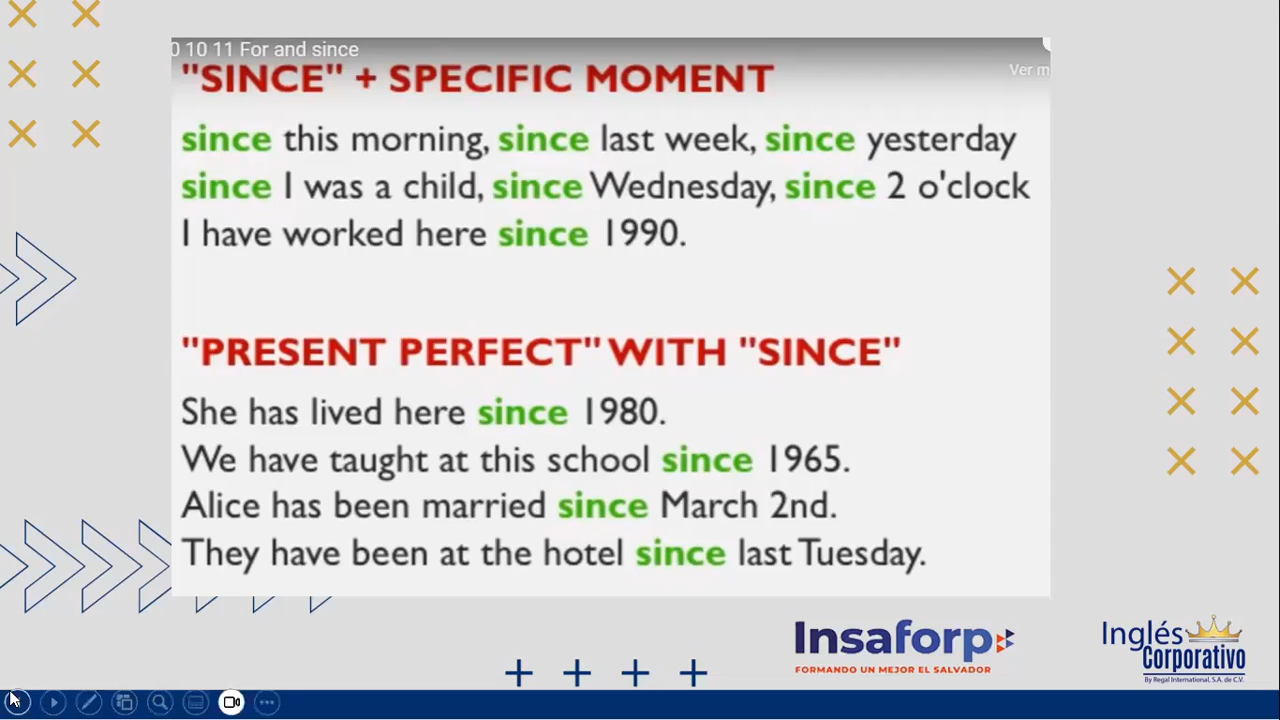 0 10 11 For and since
Ver m
"SINCE" + SPECIFIC MOMENT
since this morning, since last week, since yesterday
since I was a child, since Wednesday, since 2 o'clock
I have worked here since 1990.
"PRESENT PERFECT" WITH "SINCE"
She has lived here since 1980.
We have taught at this school since 1965.
Alice has been married since March 2nd.
They have been at the hotel since last Tuesday.
Insaforp
FORMANDO UN MEJOR EL SALVADOR
Inglés
Corporativo
By Regal International, S.A. de C.V.